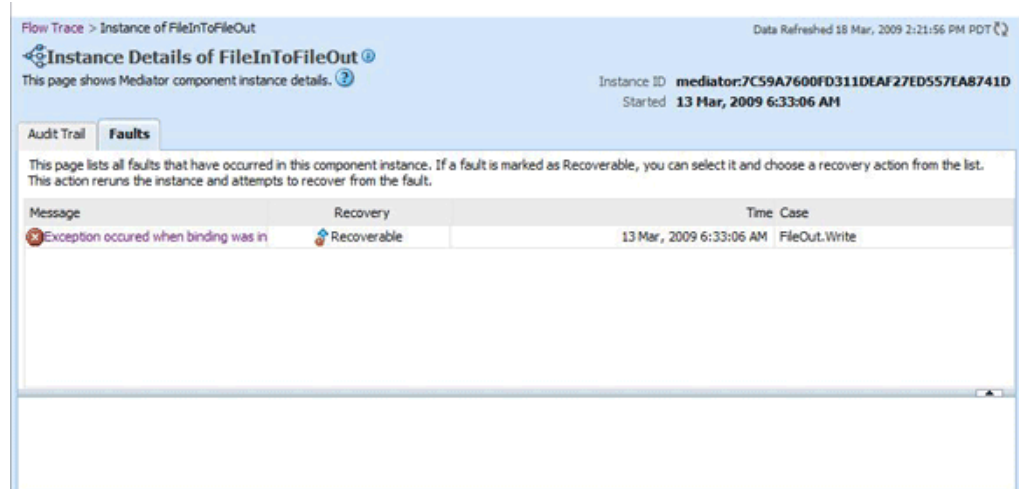 Flow Trace > Instance of FileInToFileOut
Data Refreshed 18 Mar, 2009 2:21:56 PM PDT
Instance Details of FileInToFileOut
This page shows Mediator component instance details.
Instance ID mediator:7C59A7600FD311DEAF27ED557EA8741D
Started 13 Mar, 2009 6:33:06 AM
Audit Trail Faults
This page lists all faults that have occurred in this component instance. If a fault is marked as Recoverable, you can select it and choose a recovery action from the list.
This action reruns the instance and attempts to recover from the fault.
Message Recovery Time Case
Exception occured when binding was in Recoverable 13 Mar, 2009 6:33:06 AM FileOut.Write